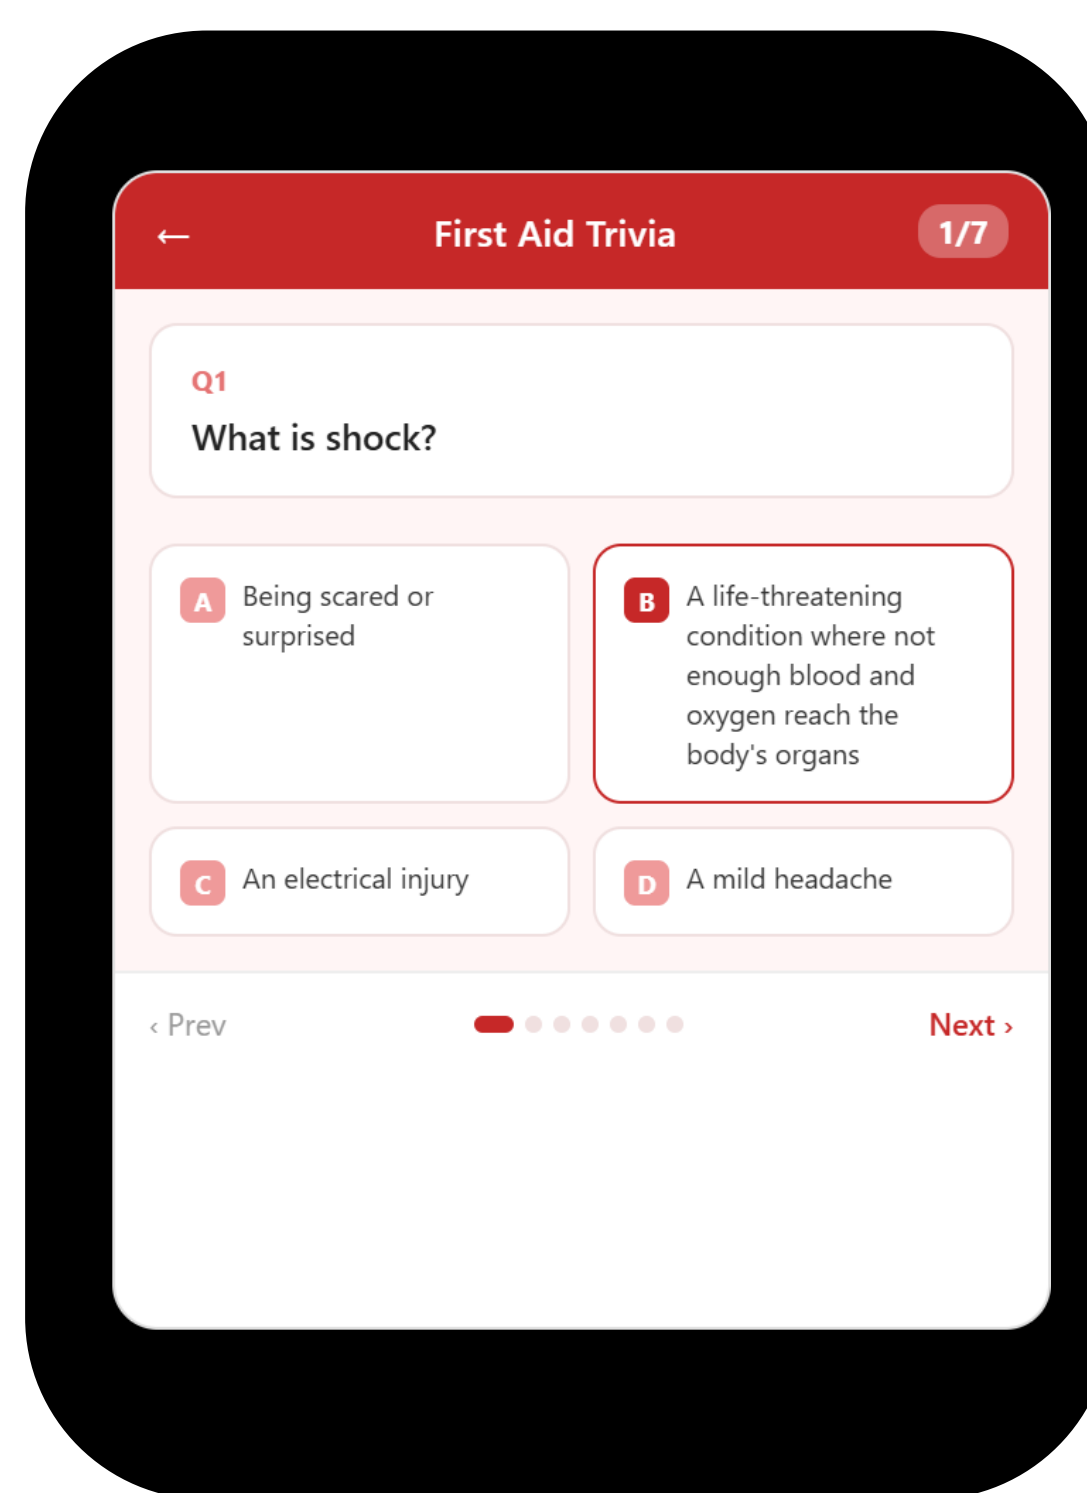 ←
First Aid Trivia
1/7
Q1
What is shock?
A
Being scared or
surprised
B
A life-threatening
condition where not
enough blood and
oxygen reach the
body's organs
C
An electrical injury
D
A mild headache
‹ Prev
Next ›